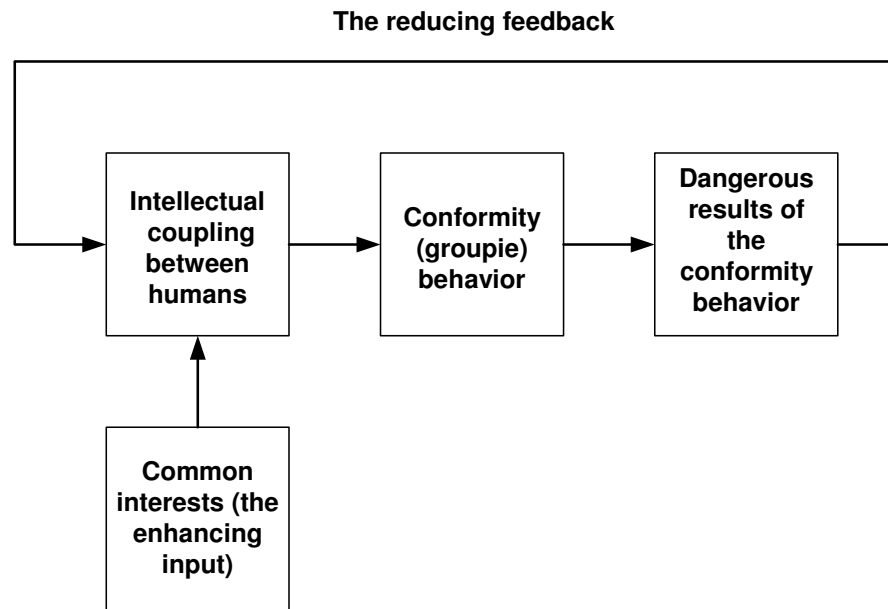 The reducing feedback
Intellectual
coupling
between
humans
Conformity
(groupie)
behavior
Dangerous
results of
the
conformity
behavior
Common
interests (the
enhancing
input)